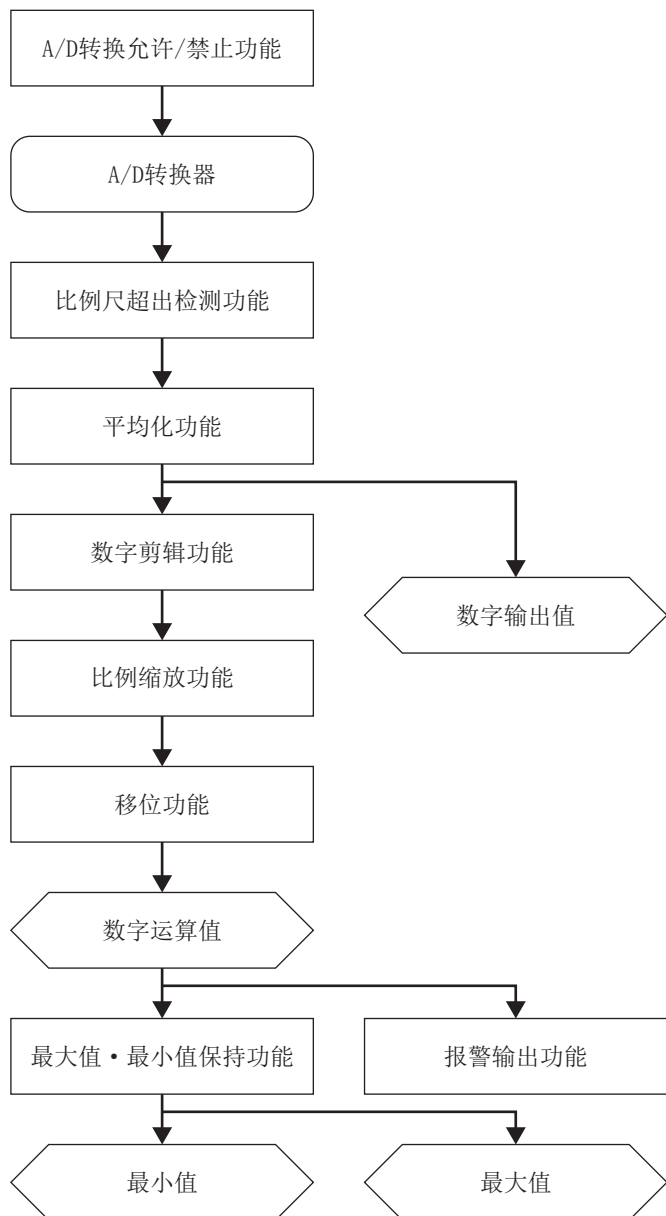 A/D转换允许/禁止功能
A/D转换器
比例尺超出检测功能
平均化功能
数字剪辑功能
数字输出值
比例缩放功能
移位功能
数字运算值
最大值·最小值保持功能
报警输出功能
最小值
最大值